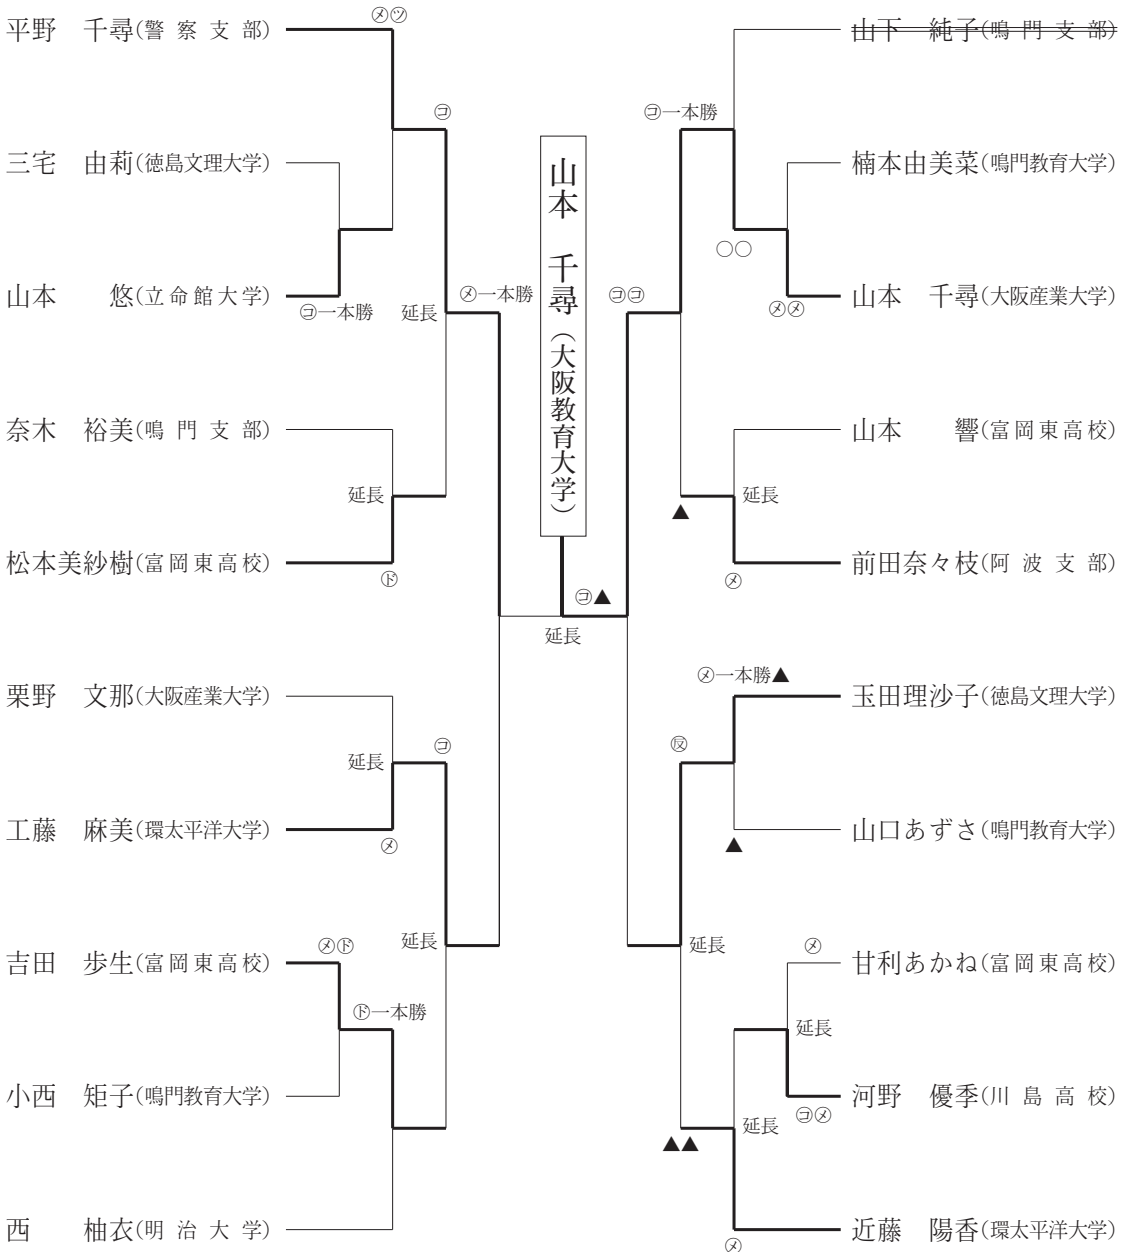 ㋱㋡
平野 千尋(警察支部)
山下 純子(鳴門支部)
㋙
㋙一本勝
三宅 由莉(徳島文理大学)
楠本由美菜(鳴門教育大学)
○○
山本 悠(立命館大学)
㋙一本勝
延長
㋱一本勝
山本 千尋(大阪教育大学)
㋙㋙
㋱㋱
山本 千尋(大阪産業大学)
奈木 裕美(鳴門支部)
山本 響(富岡東高校)
延長
▲
延長
松本美紗樹(富岡東高校)
㋣
㋱
前田奈々枝(阿波支部)
㋙▲
延長
㋱一本勝▲
栗野 文那(大阪産業大学)
玉田理沙子(徳島文理大学)
延長
㋙
㊮
工藤 麻美(環太平洋大学)
㋱
▲
山口あずさ(鳴門教育大学)
㋱㋣
延長
延長
㋱
吉田 歩生(富岡東高校)
甘利あかね(富岡東高校)
㋣一本勝
延長
小西 矩子(鳴門教育大学)
㋙㋱
河野 優季(川島高校)
▲▲
延長
西 柚衣(明治大学)
㋱
近藤 陽香(環太平洋大学)